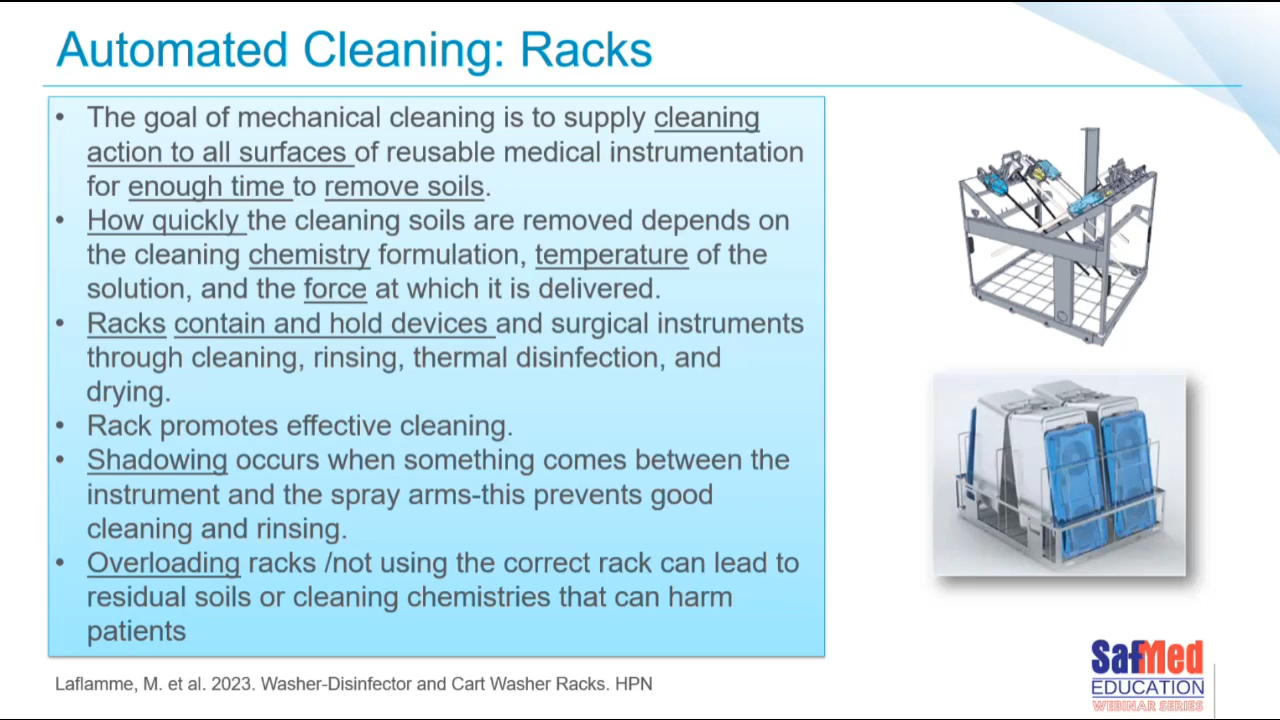 Automated Cleaning: Racks
• The goal of mechanical cleaning is to supply cleaning
action to all surfaces of reusable medical instrumentation
for enough time to remove soils.
• How quickly the cleaning soils are removed depends on
the cleaning chemistry formulation, temperature of the
solution, and the force at which it is delivered.
• Racks contain and hold devices and surgical instruments
through cleaning, rinsing, thermal disinfection, and
drying.
• Rack promotes effective cleaning.
• Shadowing occurs when something comes between the
instrument and the spray arms-this prevents good
cleaning and rinsing.
• Overloading racks /not using the correct rack can lead to
residual soils or cleaning chemistries that can harm
patients
Laflamme, M. et al. 2023. Washer-Disinfector and Cart Washer Racks. HPN
SafMed
EDUCATION
WEBINAR SERIES